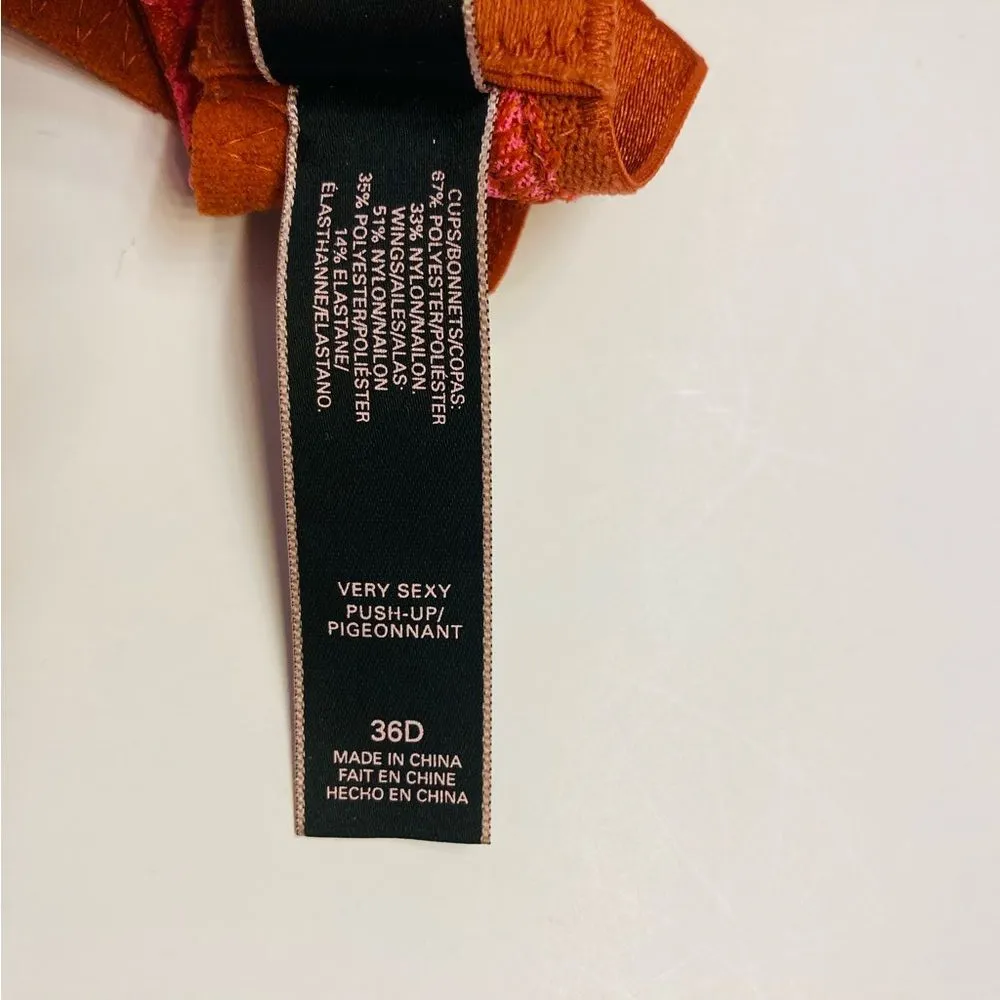 CUPS/BONNETS/COPAS:
67% POLYESTER/POLIÉSTER
33% NYLON/NAILON.
WINGS/AILES/ALAS:
51% NYLON/NAILON
35% POLYESTER/POLIÉSTER
14% ELASTANE/
ÉLASTHANNE/ELASTANO.
VERY SEXY
PUSH-UP/
PIGEONNANT
36D
MADE IN CHINA
FAIT EN CHINE
HECHO EN CHINA